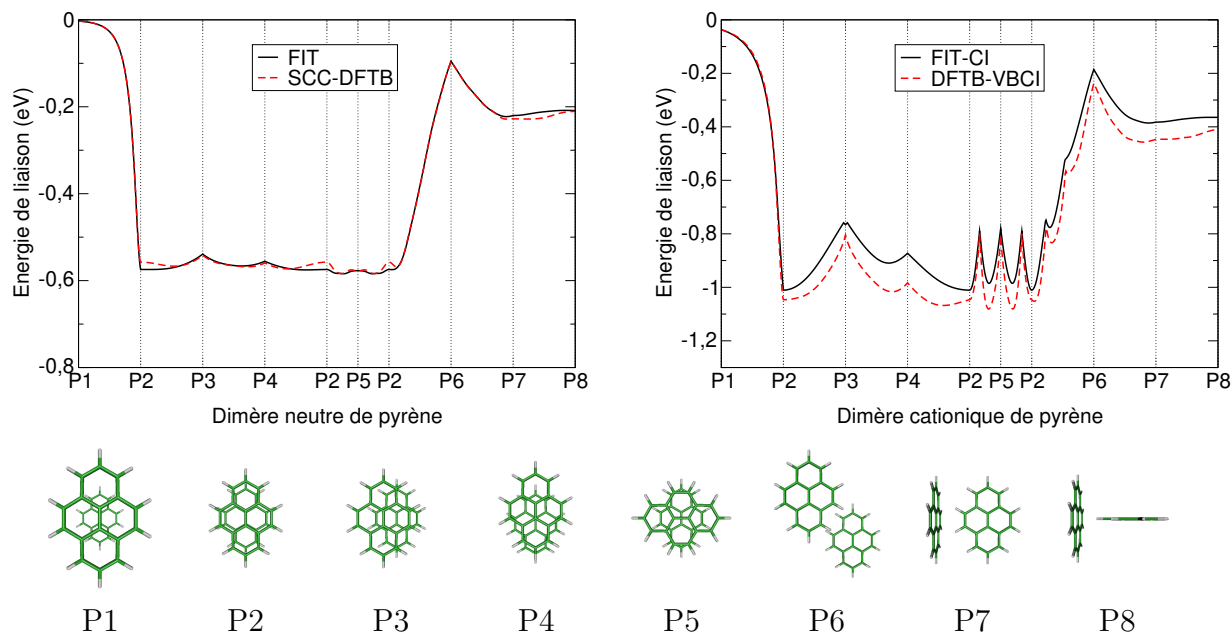 0
-0,2
-0,4
-0,6
-0,8
Energie de liaison (eV)
FIT
SCC-DFTB
P1 P2 P3 P4 P2 P5 P2 P6 P7 P8
Dimère neutre de pyrène
0
-0,2
-0,4
-0,6
-0,8
-1
-1,2
Energie de liaison (eV)
FIT-CI
DFTB-VBCI
P1 P2 P3 P4 P2 P5 P2 P6 P7 P8
Dimère cationique de pyrène
P1 P2 P3 P4 P5 P6 P7 P8